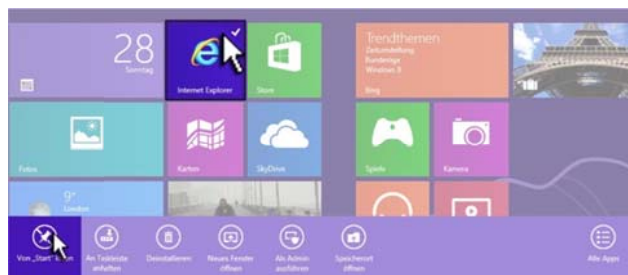 28
Sonntag
Internet Explorer
Store
Trendthemen
Zeitumstellung
Bundesliga
Windows 8
Bing
Fotos
Karten
SkyDrive
Spiele
Kamera
9°
London
Von „Start"
An Taskleiste
anheften
Deinstallieren
Neues Fenster
öffnen
Als Admin
ausführen
Speicherort
öffnen
Alle Apps